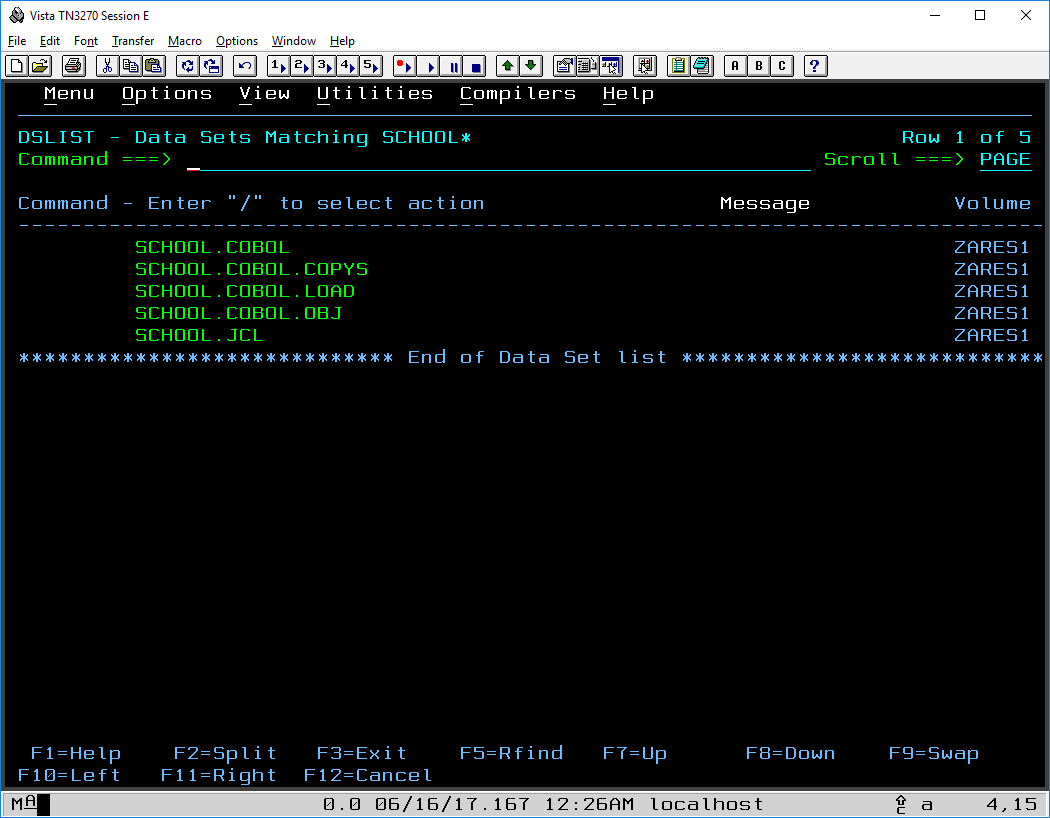 Vista TN3270 Session E
File Edit Font Transfer Macro Options Window Help
1 2 3 4 5 A B C ?
Menu Options View Utilities Compilers Help
DSLIST - Data Sets Matching SCHOOL* Row 1 of 5
Command ===> Scroll ===> PAGE
Command - Enter "/" to select action Message Volume
-------------------------------------------------------------------------------
SCHOOL.COBOL ZARES1
SCHOOL.COBOL.COPYS ZARES1
SCHOOL.COBOL.LOAD ZARES1
SCHOOL.COBOL.OBJ ZARES1
SCHOOL.JCL ZARES1
***************************** End of Data Set list ****************************
F1=Help F2=Split F3=Exit F5=Rfind F7=Up F8=Down F9=Swap
F10=Left F11=Right F12=Cancel
MA 0.0 06/16/17.167 12:26AM localhost a 4,15